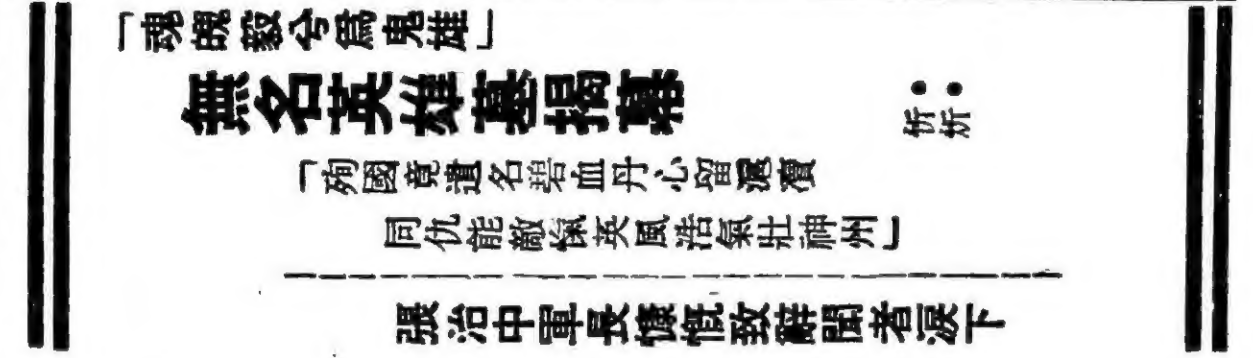 「魂魄毅兮爲鬼雄」
無名英雄墓揭幕
「殉國竟遺名碧血丹心留滬瀆
同仇能敵愾英風浩氣壯神州」
張治中軍長慷慨致辭聞者淚下